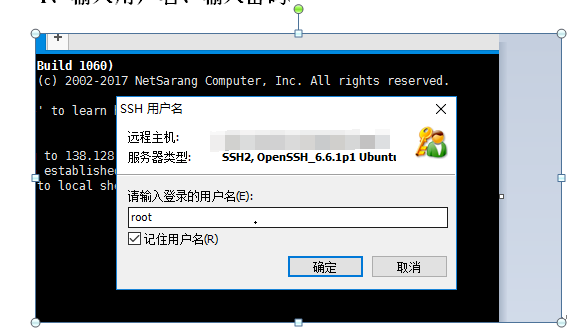 +
Build 1060)
(c) 2002-2017 NetSarang Computer, Inc. All rights reserved.
' to learn
to 138.128
established
to local she
SSH 用户名
远程主机:
服务器类型: SSH2, OpenSSH_6.6.1p1 Ubuntu
请输入登录的用户名(E):
root
记住用户名(R)
确定
取消